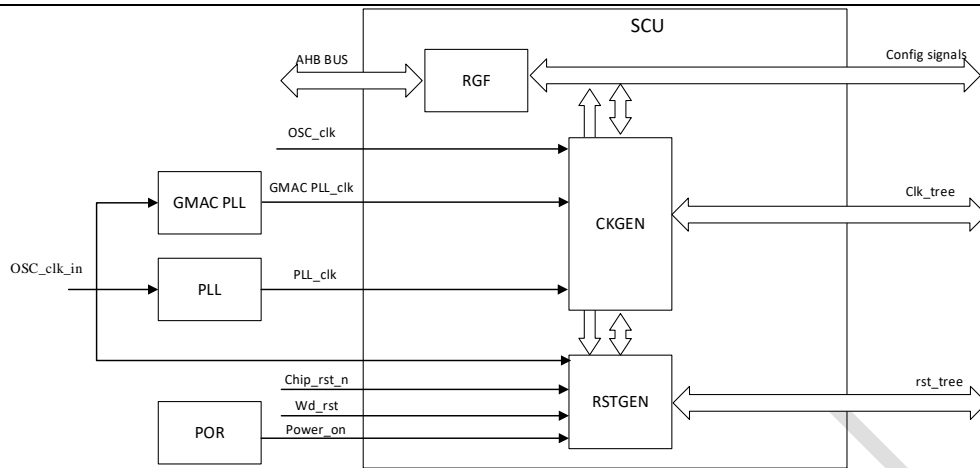 SCU
AHB BUS
Config signals
RGF
OSC_clk
GMAC PLL
GMAC PLL_clk
CKGEN
Clk_tree
OSC_clk_in
PLL
PLL_clk
Chip_rst_n
Wd_rst
POR
Power_on
RSTGEN
rst_tree